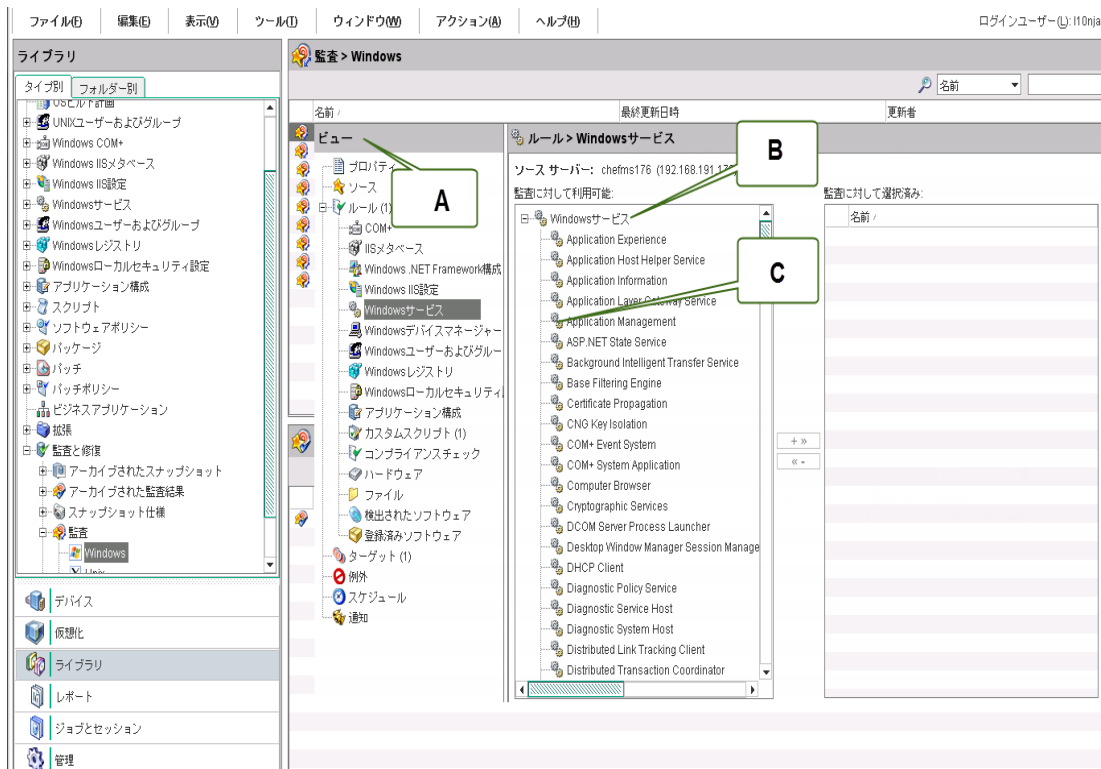 ファイル(F) 編集(E) 表示(V) ツール(T) ウィンドウ(W) アクション(A) ヘルプ(H) ログインユーザー(L): l10nja
ライブラリ
タイプ別 フォルダー別
OSビルド計画
UNIXユーザーおよびグループ
Windows COM+
Windows IISメタベース
Windows IIS設定
Windowsサービス
Windowsユーザーおよびグループ
Windowsレジストリ
Windowsローカルセキュリティ設定
アプリケーション構成
スクリプト
ソフトウェアポリシー
パッケージ
パッチ
パッチポリシー
ビジネスアプリケーション
拡張
監査と修復
アーカイブされたスナップショット
アーカイブされた監査結果
スナップショット仕様
監査
Windows
Unix
デバイス
仮想化
ライブラリ
レポート
ジョブとセッション
管理
監査 > Windows
名前
名前 / 最終更新日時 更新者
ビュー
プロパティ
ソース
ルール (1)
COM+
IISメタベース
Windows .NET Framework構成
Windows IIS設定
Windowsサービス
Windowsデバイスマネージャー
Windowsユーザーおよびグルー
Windowsレジストリ
Windowsローカルセキュリティ
アプリケーション構成
カスタムスクリプト (1)
コンプライアンスチェック
ハードウェア
ファイル
検出されたソフトウェア
登録済みソフトウェア
ターゲット (1)
例外
スケジュール
通知
A
ルール > Windowsサービス
B
ソース サーバー: chefms176 (192.168.191.17
監査に対して利用可能:
Windowsサービス
Application Experience
Application Host Helper Service
Application Information
Application Layer Gateway Service
Application Management
ASP.NET State Service
Background Intelligent Transfer Service
Base Filtering Engine
Certificate Propagation
CNG Key Isolation
COM+ Event System
COM+ System Application
Computer Browser
Cryptographic Services
DCOM Server Process Launcher
Desktop Window Manager Session Manage
DHCP Client
Diagnostic Policy Service
Diagnostic Service Host
Diagnostic System Host
Distributed Link Tracking Client
Distributed Transaction Coordinator
C
+ »
« -
監査に対して選択済み:
名前 /